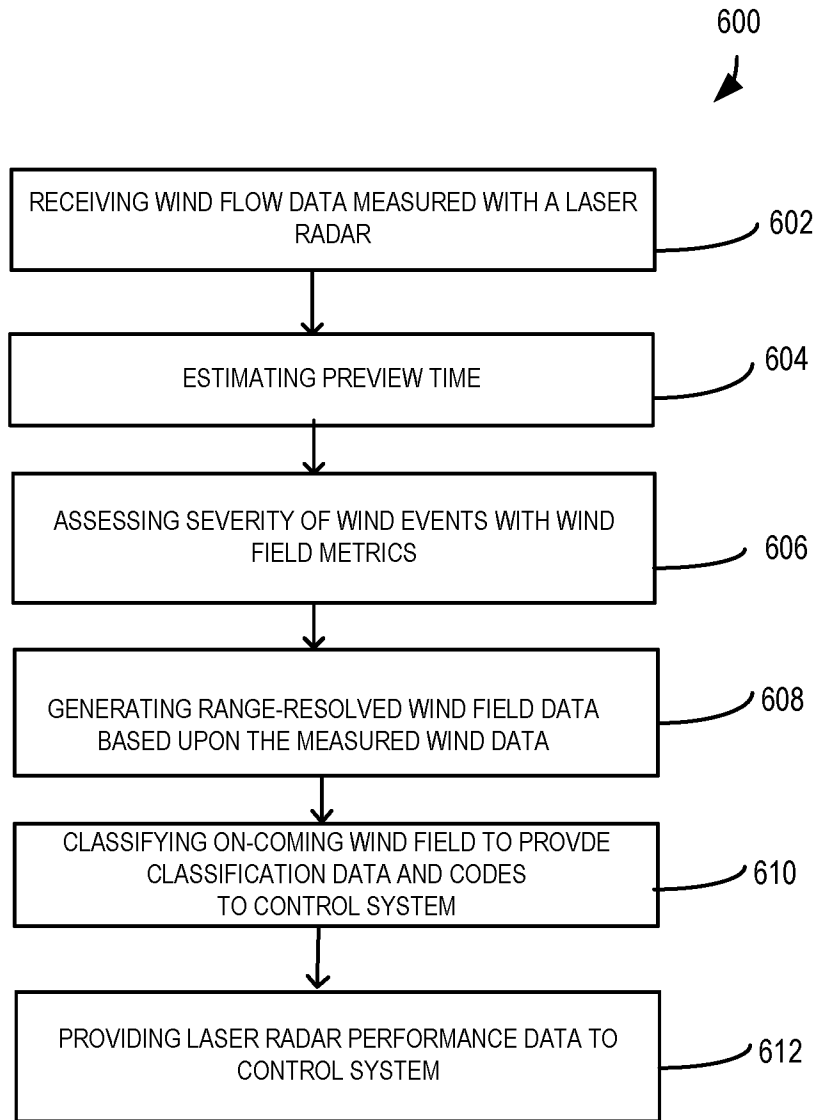 600
RECEIVING WIND FLOW DATA MEASURED WITH A LASER
RADAR
602
ESTIMATING PREVIEW TIME
604
ASSESSING SEVERITY OF WIND EVENTS WITH WIND
FIELD METRICS
606
GENERATING RANGE-RESOLVED WIND FIELD DATA
BASED UPON THE MEASURED WIND DATA
608
CLASSIFYING ON-COMING WIND FIELD TO PROVDE
CLASSIFICATION DATA AND CODES
TO CONTROL SYSTEM
610
PROVIDING LASER RADAR PERFORMANCE DATA TO
CONTROL SYSTEM
612